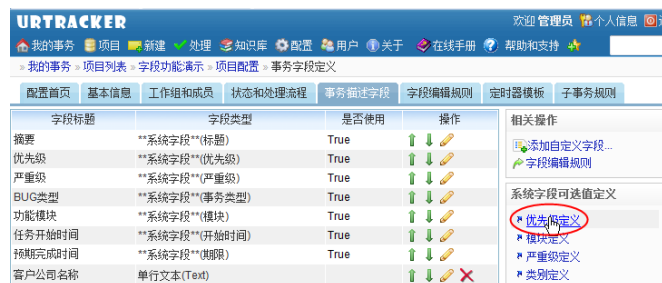 URTRACKER
欢迎 管理员 个人信息
我的事务 项目 新建 处理 知识库 配置 用户 关于 在线手册 帮助和支持
» 我的事务 » 项目列表 » 字段功能演示 » 项目配置 » 事务字段定义
配置首页 基本信息 工作组和成员 状态和处理流程 事务描述字段 字段编辑规则 定时器模板 子事务规则
字段标题 字段类型 是否使用 操作
摘要 **系统字段**(标题) True
优先级 **系统字段**(优先级) True
严重级 **系统字段**(严重级) True
BUG类型 **系统字段**(事务类型) True
功能模块 **系统字段**(模块) True
任务开始时间 **系统字段**(开始时间) True
预期完成时间 **系统字段**(期限) True
客户公司名称 单行文本(Text)
相关操作
添加自定义字段...
字段编辑规则
系统字段可选值定义
优先级定义
模块定义
严重级定义
类别定义